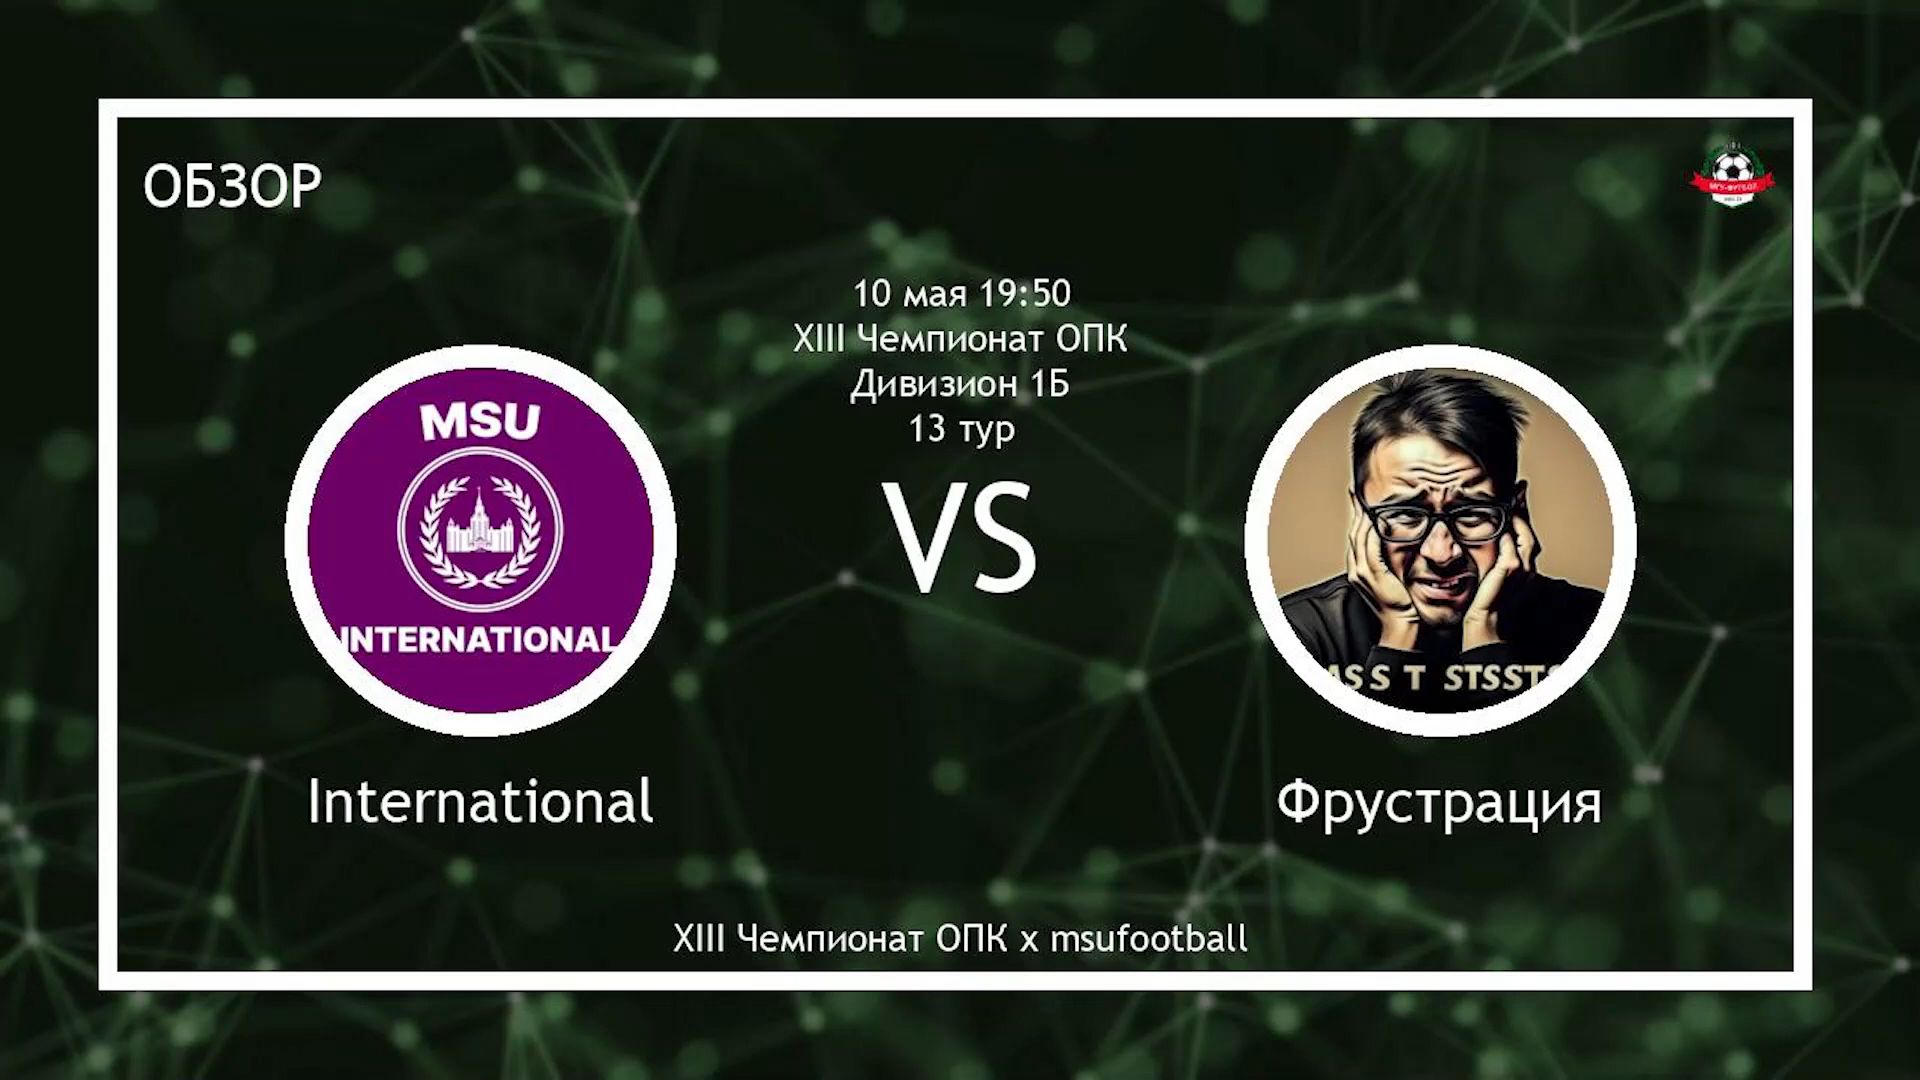 ОБЗОР
10 мая 19:50
XIII Чемпионат ОПК
Дивизион 1Б
13 тур
VS
MSU
INTERNATIONAL
International
Фрустрация
XIII Чемпионат ОПК x msufootball